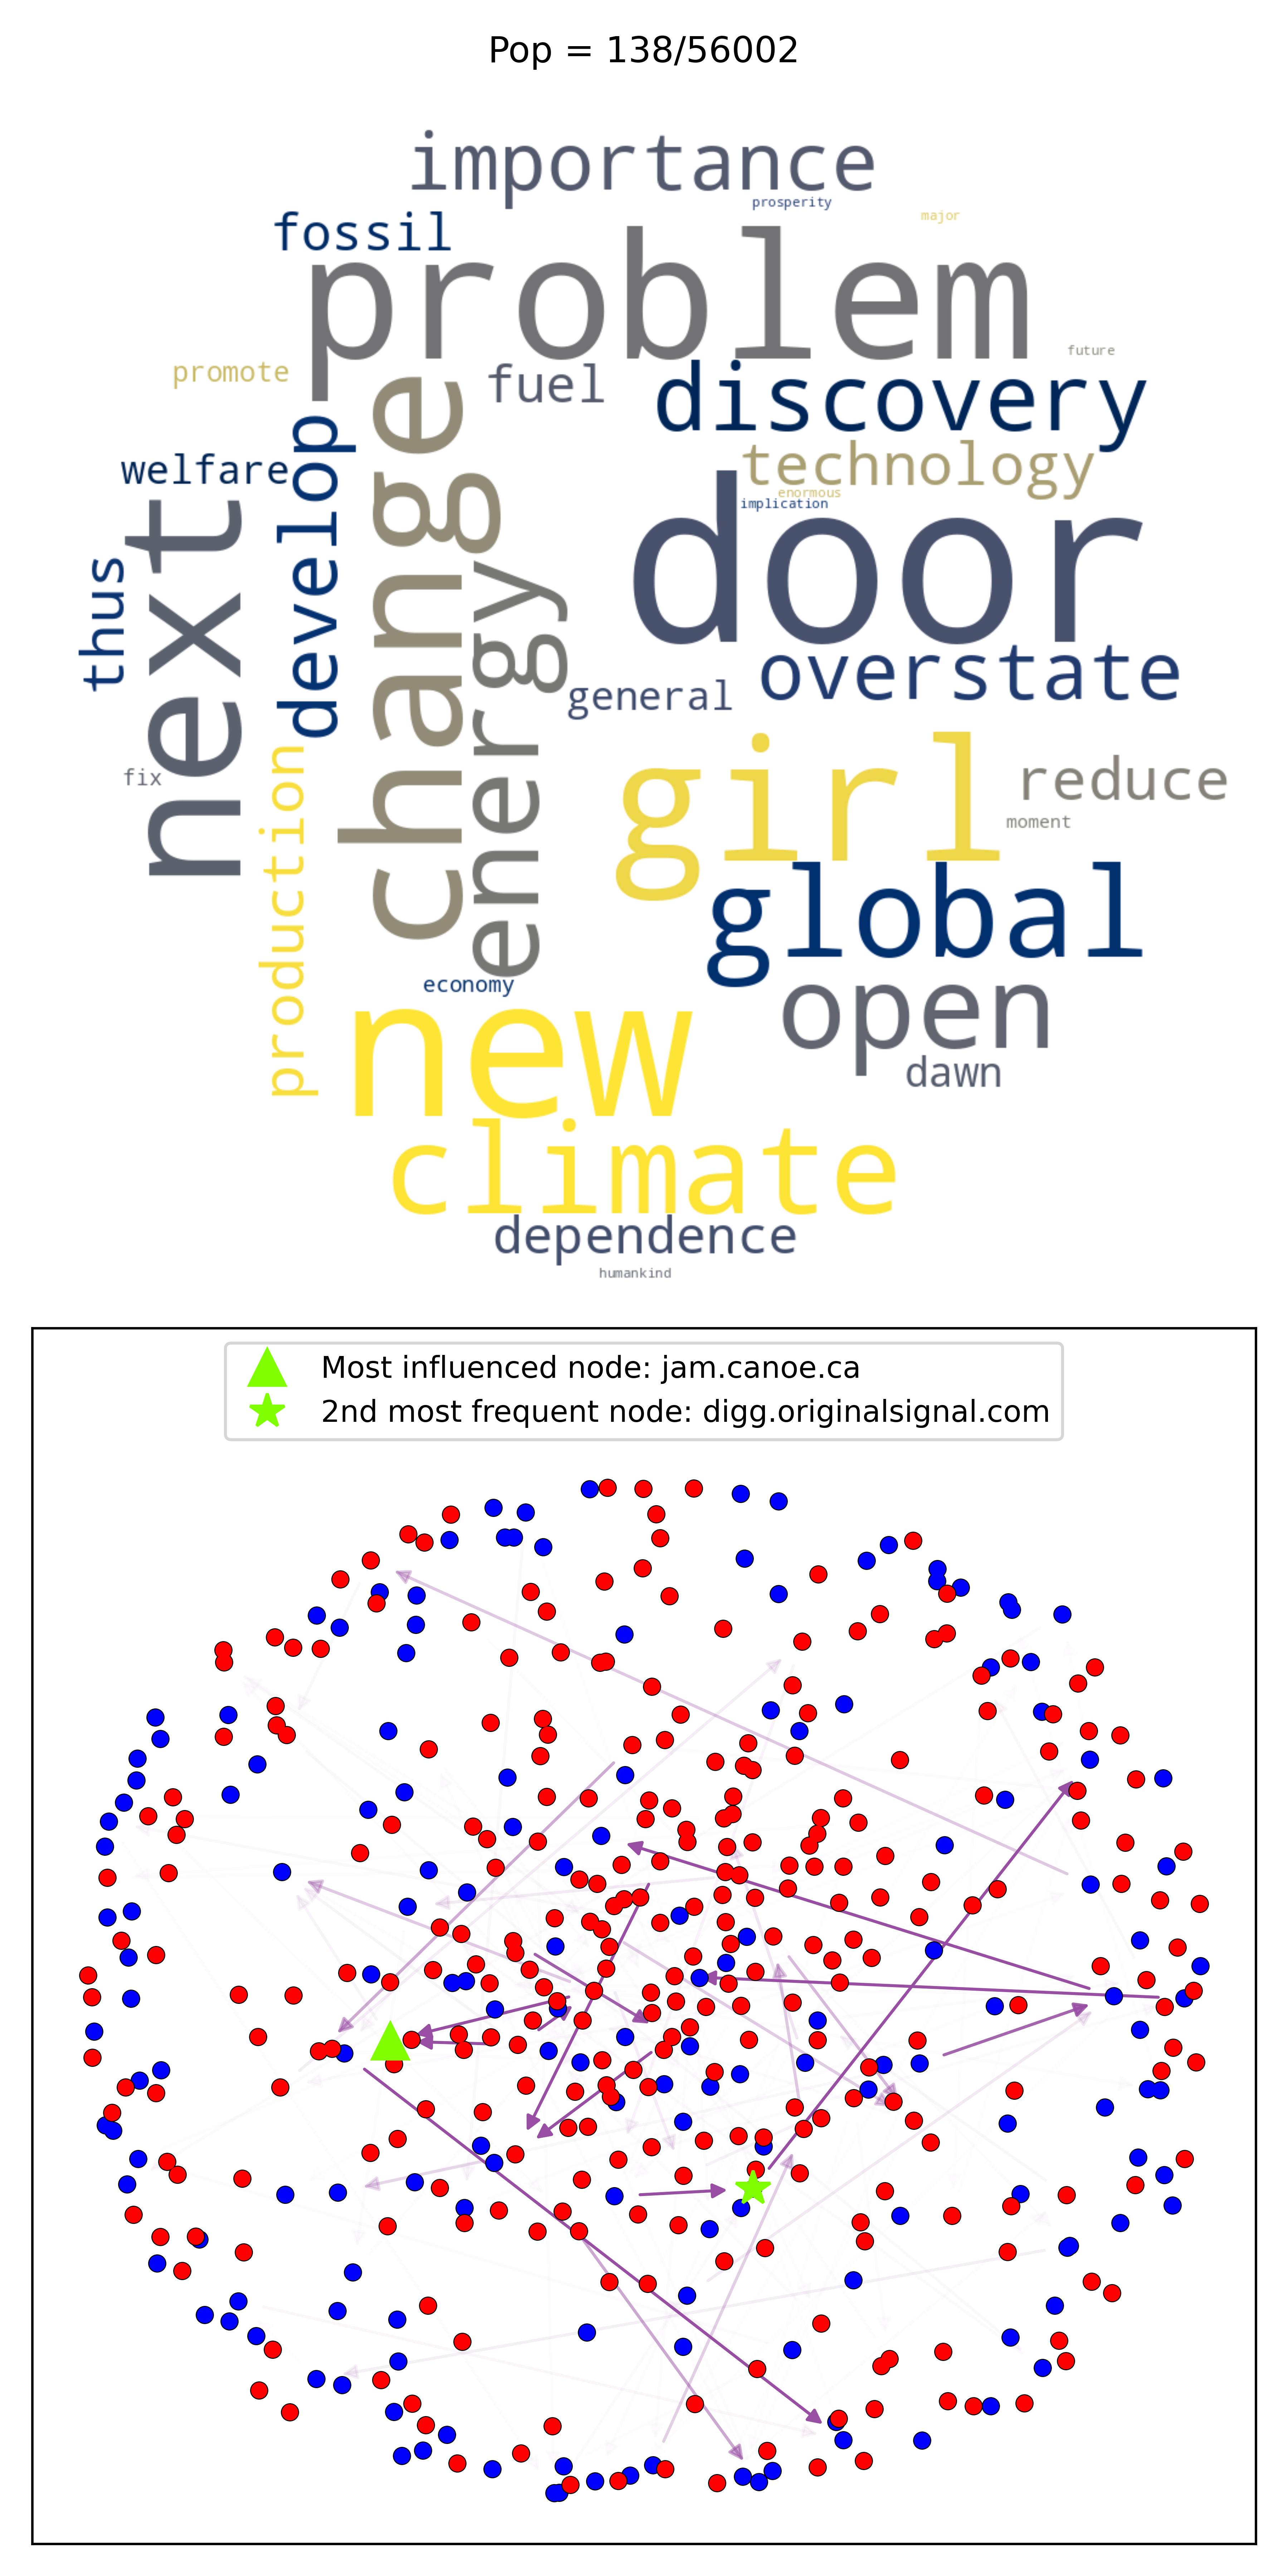 Pop = 138/56002
importance
prosperity
major
fossil
problem
future
promote
fuel
discovery
change
develop
technology
welfare
enormous
implication
next
door
thus
energy
overstate
general
girl
reduce
fix
production
moment
global
economy
open
new
dawn
climate
dependence
humankind
Most influenced node: jam.canoe.ca
2nd most frequent node: digg.originalsignal.com